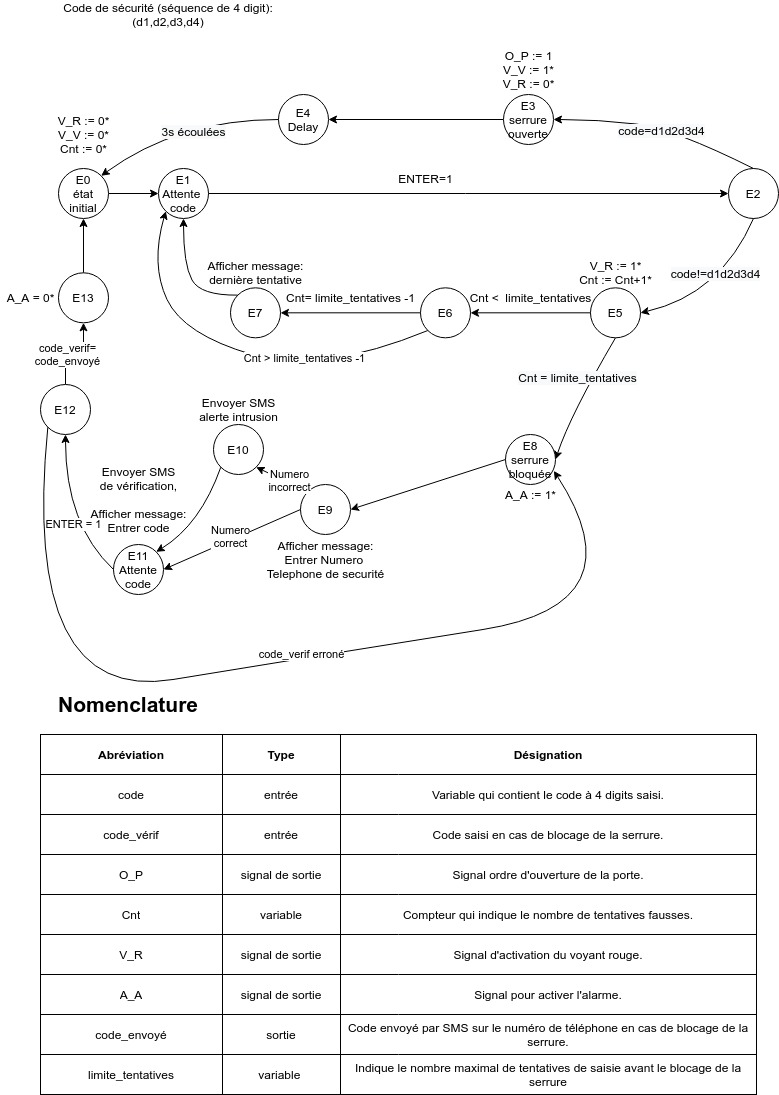 Code de sécurité (séquence de 4 digit):
(d1,d2,d3,d4)
O_P := 1
V_V := 1*
V_R := 0*
E3
serrure
ouverte
E4
Delay
V_R := 0*
V_V := 0*
Cnt := 0*
3s écoulées
code=d1d2d3d4
E0
état
initial
E1
Attente
code
ENTER=1
E2
Afficher message:
dernière tentative
V_R := 1*
Cnt := Cnt+1*
code!=d1d2d3d4
A_A = 0*
E13
E7
Cnt= limite_tentatives -1
E6
Cnt < limite_tentatives
E5
code_verif=
code_envoyé
Cnt > limite_tentatives -1
Cnt = limite_tentatives
E12
Envoyer SMS
alerte intrusion
E10
E8
serrure
bloquée
A_A := 1*
Envoyer SMS
de vérification,
Afficher message:
Entrer code
Numero
incorrect
E9
ENTER = 1
Numero
correct
Afficher message:
Entrer Numero
Telephone de securité
E11
Attente
code
code_verif erroné
Nomenclature
Abréviation Type Désignation
code entrée Variable qui contient le code à 4 digits saisi.
code_vérif entrée Code saisi en cas de blocage de la serrure.
O_P signal de sortie Signal ordre d'ouverture de la porte.
Cnt variable Compteur qui indique le nombre de tentatives fausses.
V_R signal de sortie Signal d'activation du voyant rouge.
A_A signal de sortie Signal pour activer l'alarme.
code_envoyé sortie Code envoyé par SMS sur le numéro de téléphone en cas de blocage de la
serrure.
limite_tentatives variable Indique le nombre maximal de tentatives de saisie avant le blocage de la
serrure